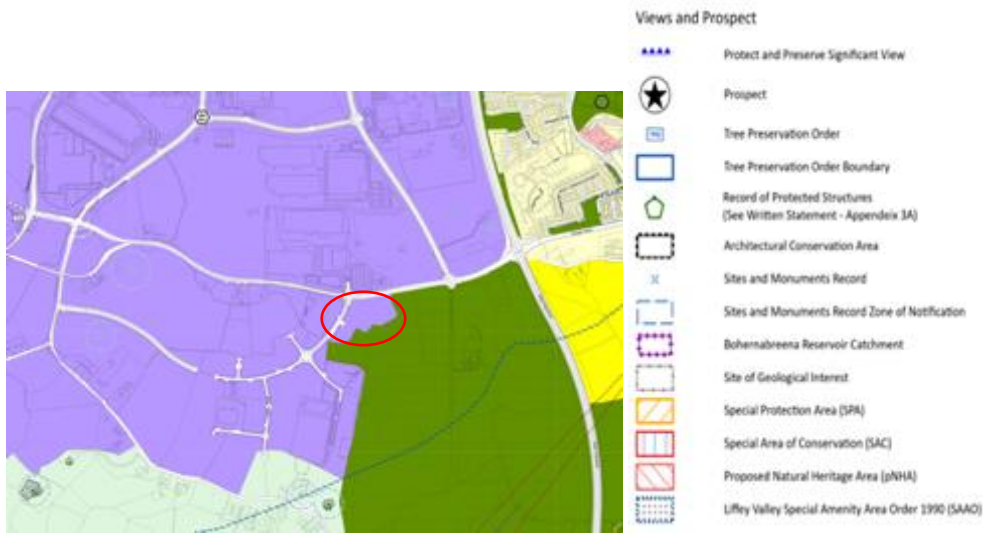 Views and Prospect
Protect and Preserve Significant View
Prospect
Tree Preservation Order
Tree Preservation Order Boundary
Record of Protected Structures
(See Written Statement - Appendeix 3A)
Architectural Conservation Area
Sites and Monuments Record
Sites and Monuments Record Zone of Notification
Bohernabreena Reservoir Catchment
Site of Geological Interest
Special Protection Area (SPA)
Special Area of Conservation (SAC)
Proposed Natural Heritage Area (pNHA)
Liffey Valley Special Amenity Area Order 1990 (SAAO)